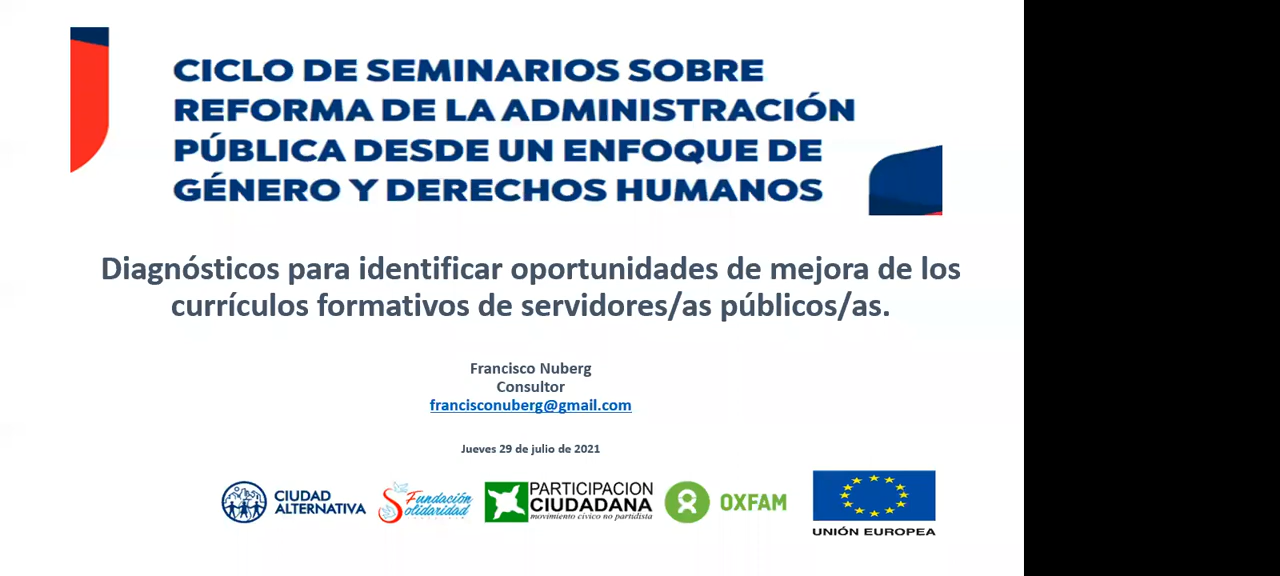 CICLO DE SEMINARIOS SOBRE
REFORMA DE LA ADMINISTRACIÓN
PÚBLICA DESDE UN ENFOQUE DE
GÉNERO Y DERECHOS HUMANOS
Diagnósticos para identificar oportunidades de mejora de los
currículos formativos de servidores/as públicos/as.
Francisco Nuberg
Consultor
francisconuberg@gmail.com
Jueves 29 de julio de 2021
CIUDAD
ALTERNATIVA
Fundación
Solidaridad
PARTICIPACION
CIUDADANA
movimiento cívico no partidista
OXFAM
UNIÓN EUROPEA